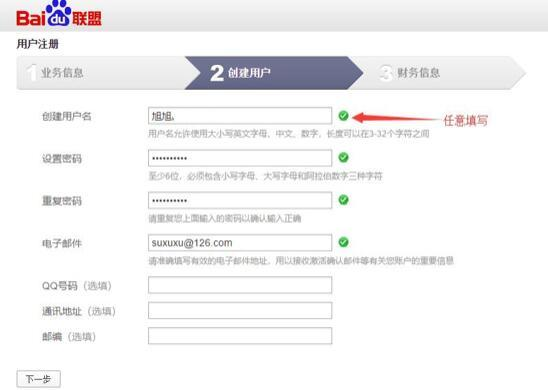 Bai du 联盟
用户注册
1 业务信息 2 创建用户 3 财务信息
创建用户名 旭旭。 任意填写
用户名允许使用大小写英文字母、中文、数字，长度可以在3-32个字符之间
设置密码 ••••••••••
至少6位，必须包含小写字母、大写字母和阿拉伯数字三种字符
重复密码 ••••••••••
请重复您上面输入的密码以确认输入正确
电子邮件 suxuxu@126.com
请准确填写有效的电子邮件地址，用以接收激活确认邮件等有关您账户的重要信息
QQ号码（选填）
通讯地址（选填）
邮编（选填）
下一步